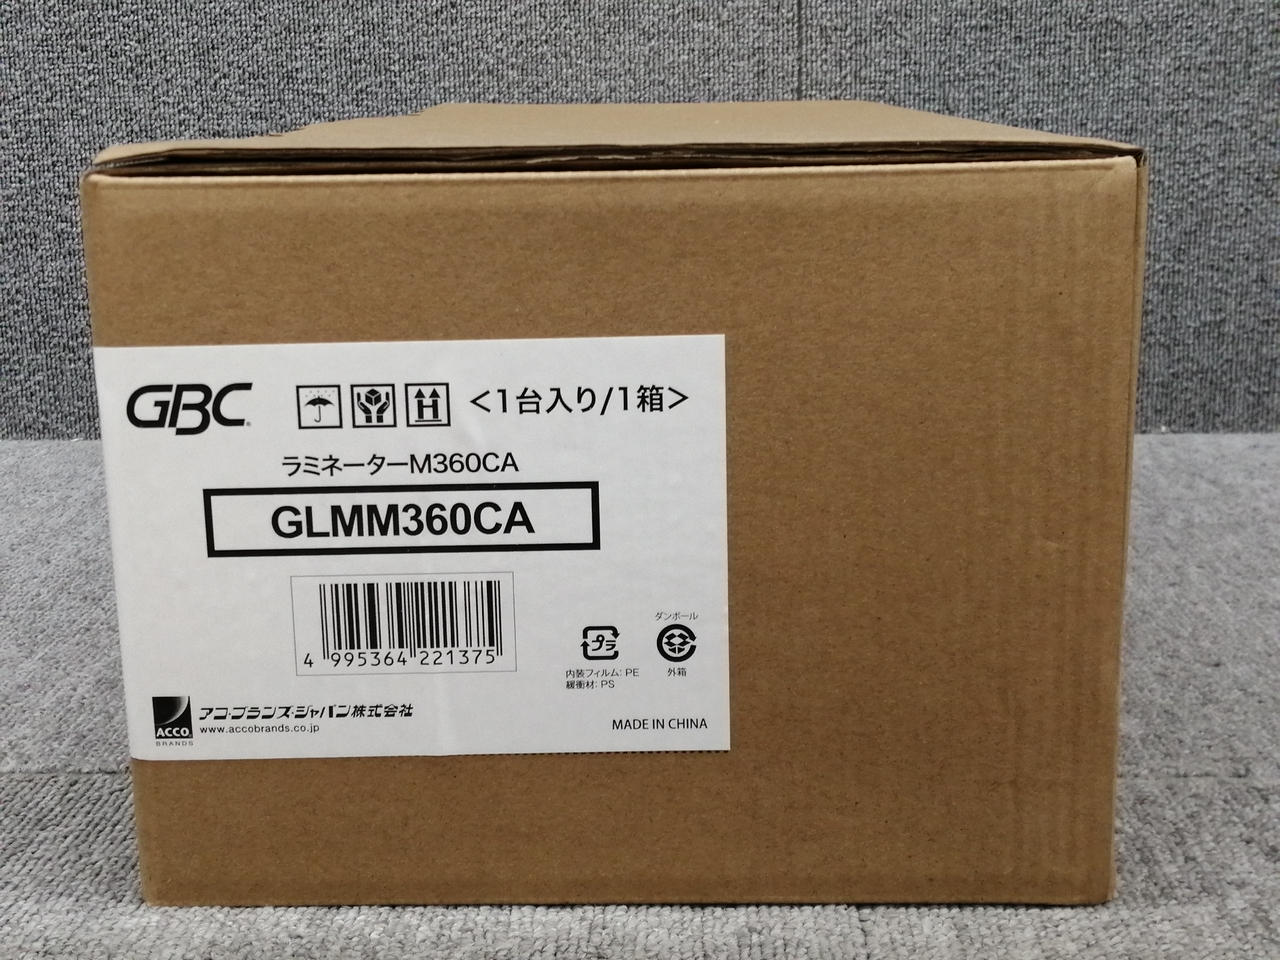 GBC
<1台入り/1箱>
ラミネーターM360CA
GLMM360CA
4 995364 221375
ダンボール
プラ
内装フィルム: PE
緩衝材: PS
外箱
ACCO
BRANDS
アコ・ブランズ・ジャパン株式会社
www.accobrands.co.jp
MADE IN CHINA